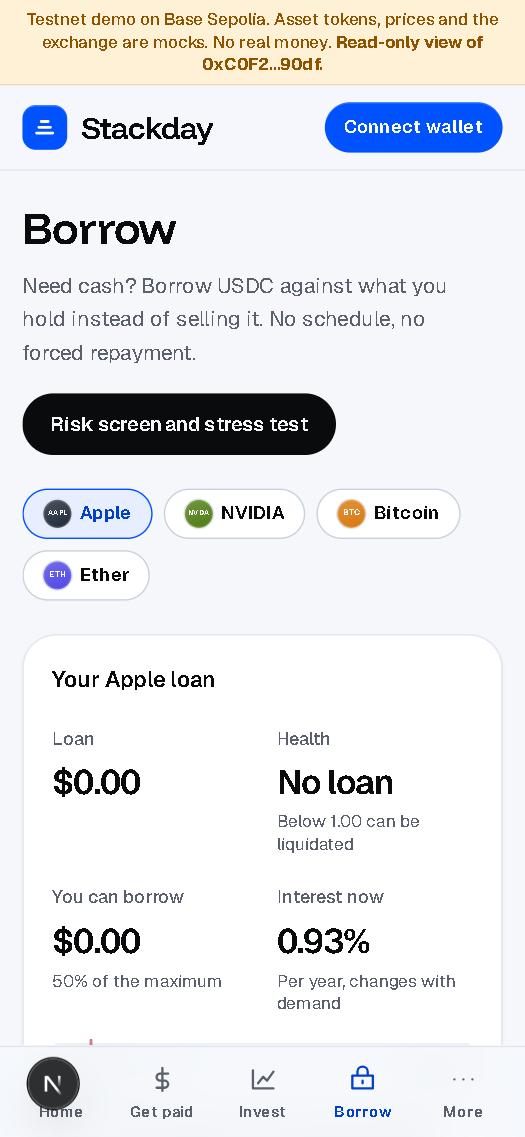 Testnet demo on Base Sepolia. Asset tokens, prices and the
exchange are mocks. No real money. Read-only view of
0xC0F2…90df.
Stackday
Connect wallet
Borrow
Need cash? Borrow USDC against what you
hold instead of selling it. No schedule, no
forced repayment.
Risk screen and stress test
AAPL Apple
NVDA NVIDIA
BTC Bitcoin
ETH Ether
Your Apple loan
Loan
$0.00
Health
No loan
Below 1.00 can be
liquidated
You can borrow
$0.00
50% of the maximum
Interest now
0.93%
Per year, changes with
demand
N
Home
Get paid
Invest
Borrow
More